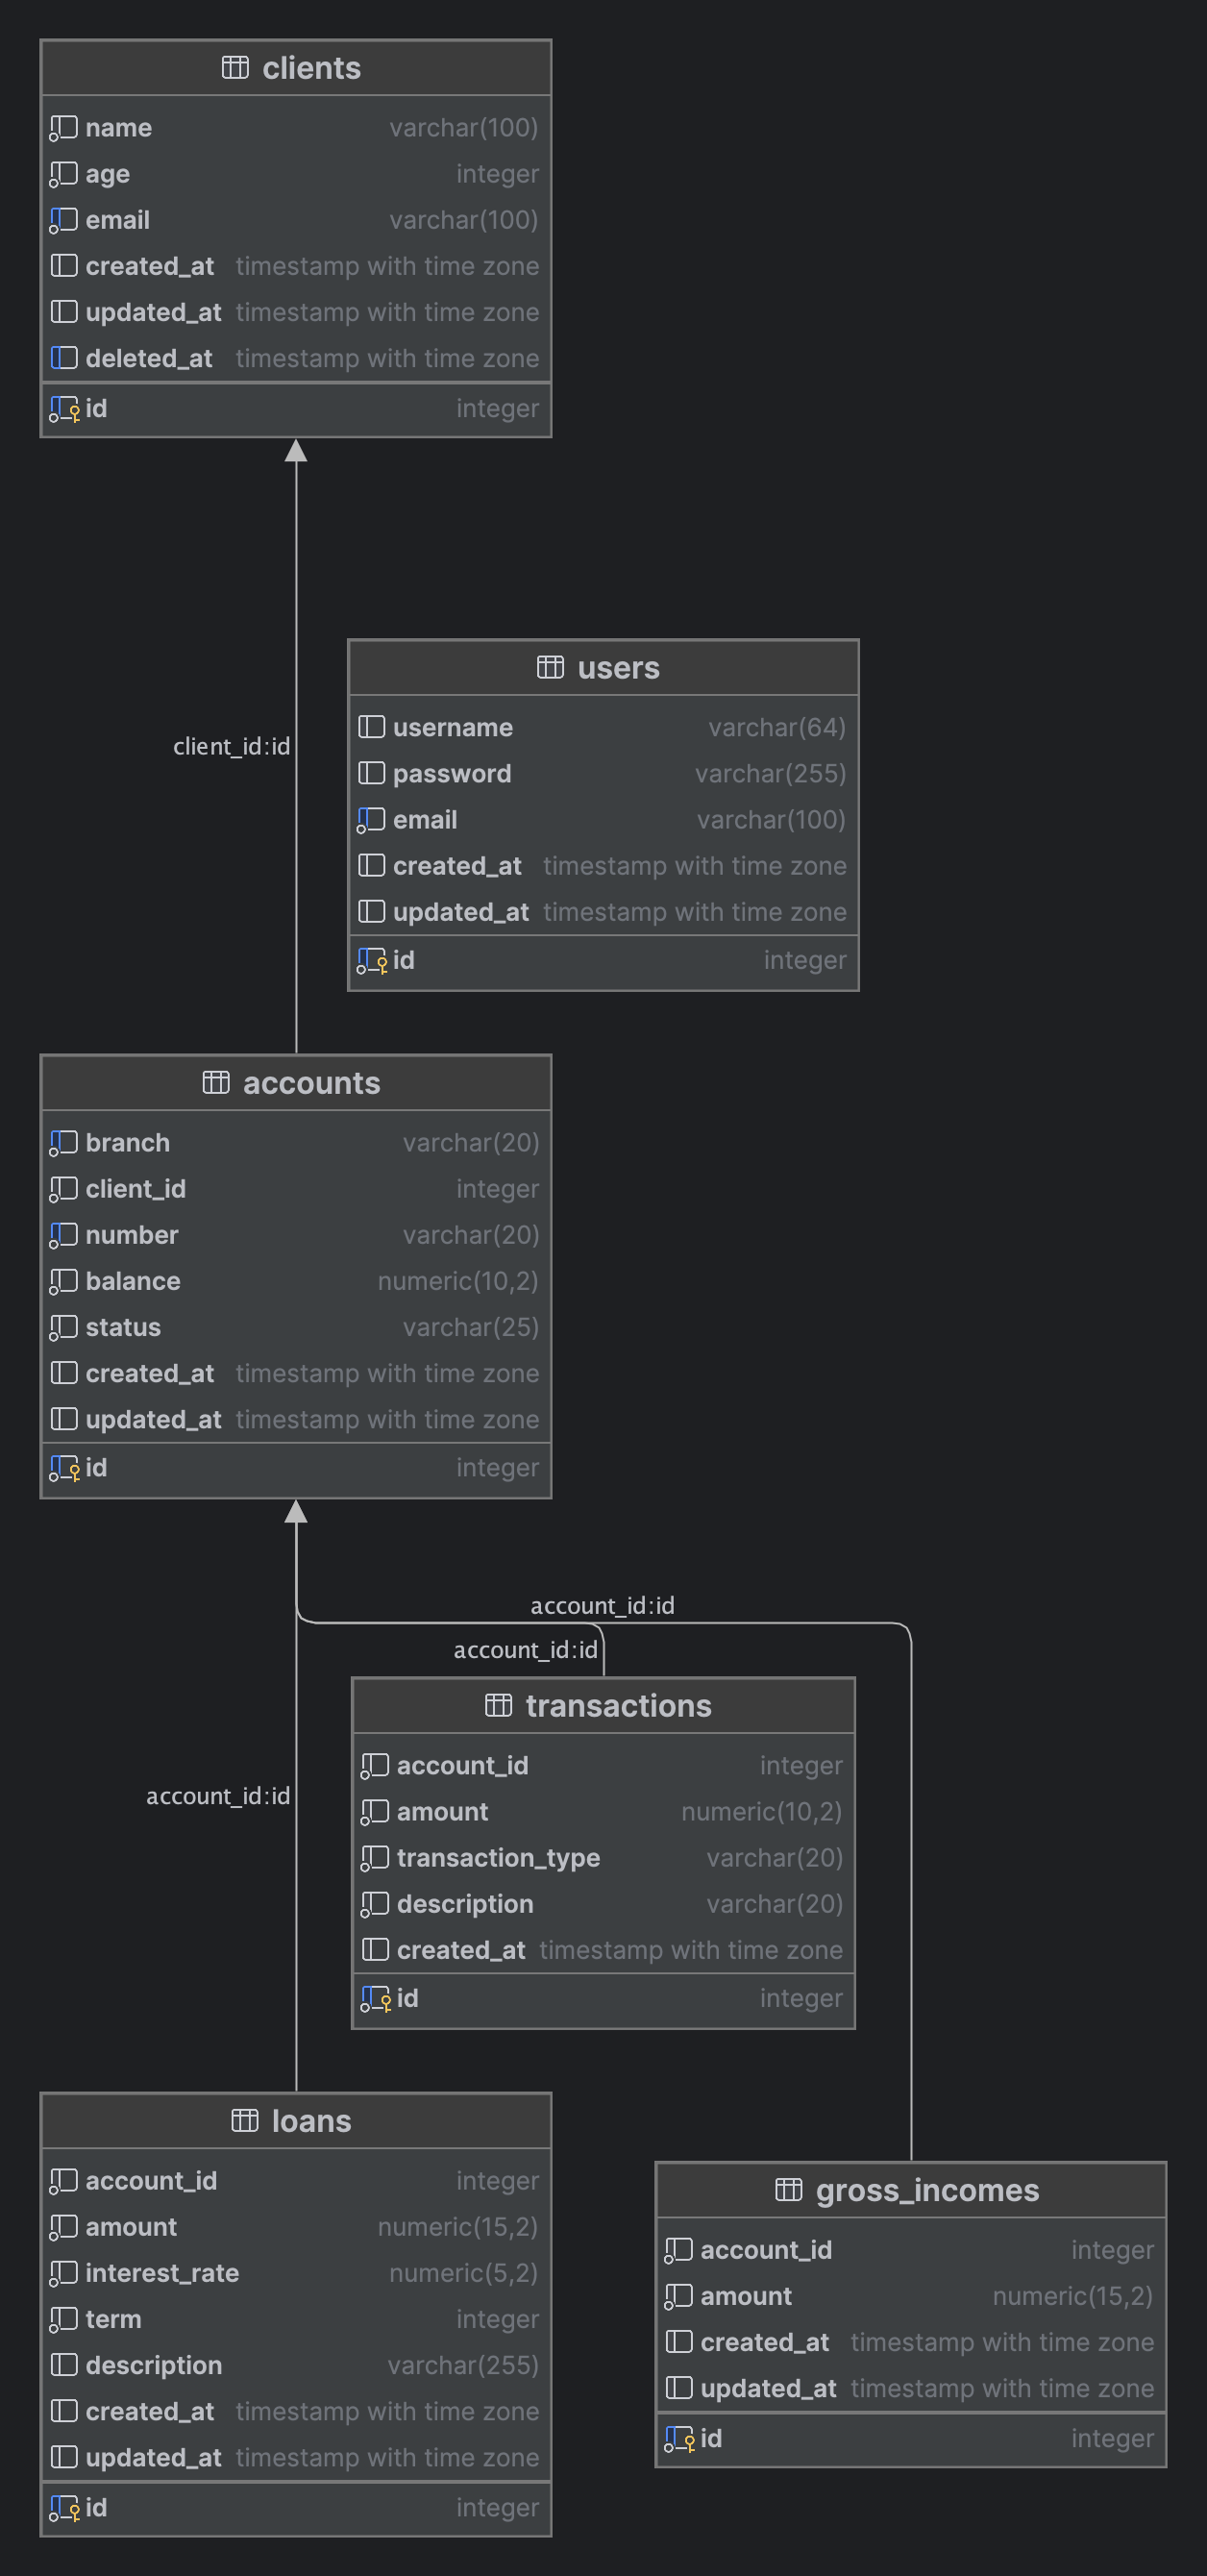 clients
name varchar(100)
age integer
email varchar(100)
created_at timestamp with time zone
updated_at timestamp with time zone
deleted_at timestamp with time zone
id integer
client_id:id
users
username varchar(64)
password varchar(255)
email varchar(100)
created_at timestamp with time zone
updated_at timestamp with time zone
id integer
accounts
branch varchar(20)
client_id integer
number varchar(20)
balance numeric(10,2)
status varchar(25)
created_at timestamp with time zone
updated_at timestamp with time zone
id integer
account_id:id
account_id:id
account_id:id
transactions
account_id integer
amount numeric(10,2)
transaction_type varchar(20)
description varchar(20)
created_at timestamp with time zone
id integer
loans
account_id integer
amount numeric(15,2)
interest_rate numeric(5,2)
term integer
description varchar(255)
created_at timestamp with time zone
updated_at timestamp with time zone
id integer
gross_incomes
account_id integer
amount numeric(15,2)
created_at timestamp with time zone
updated_at timestamp with time zone
id integer